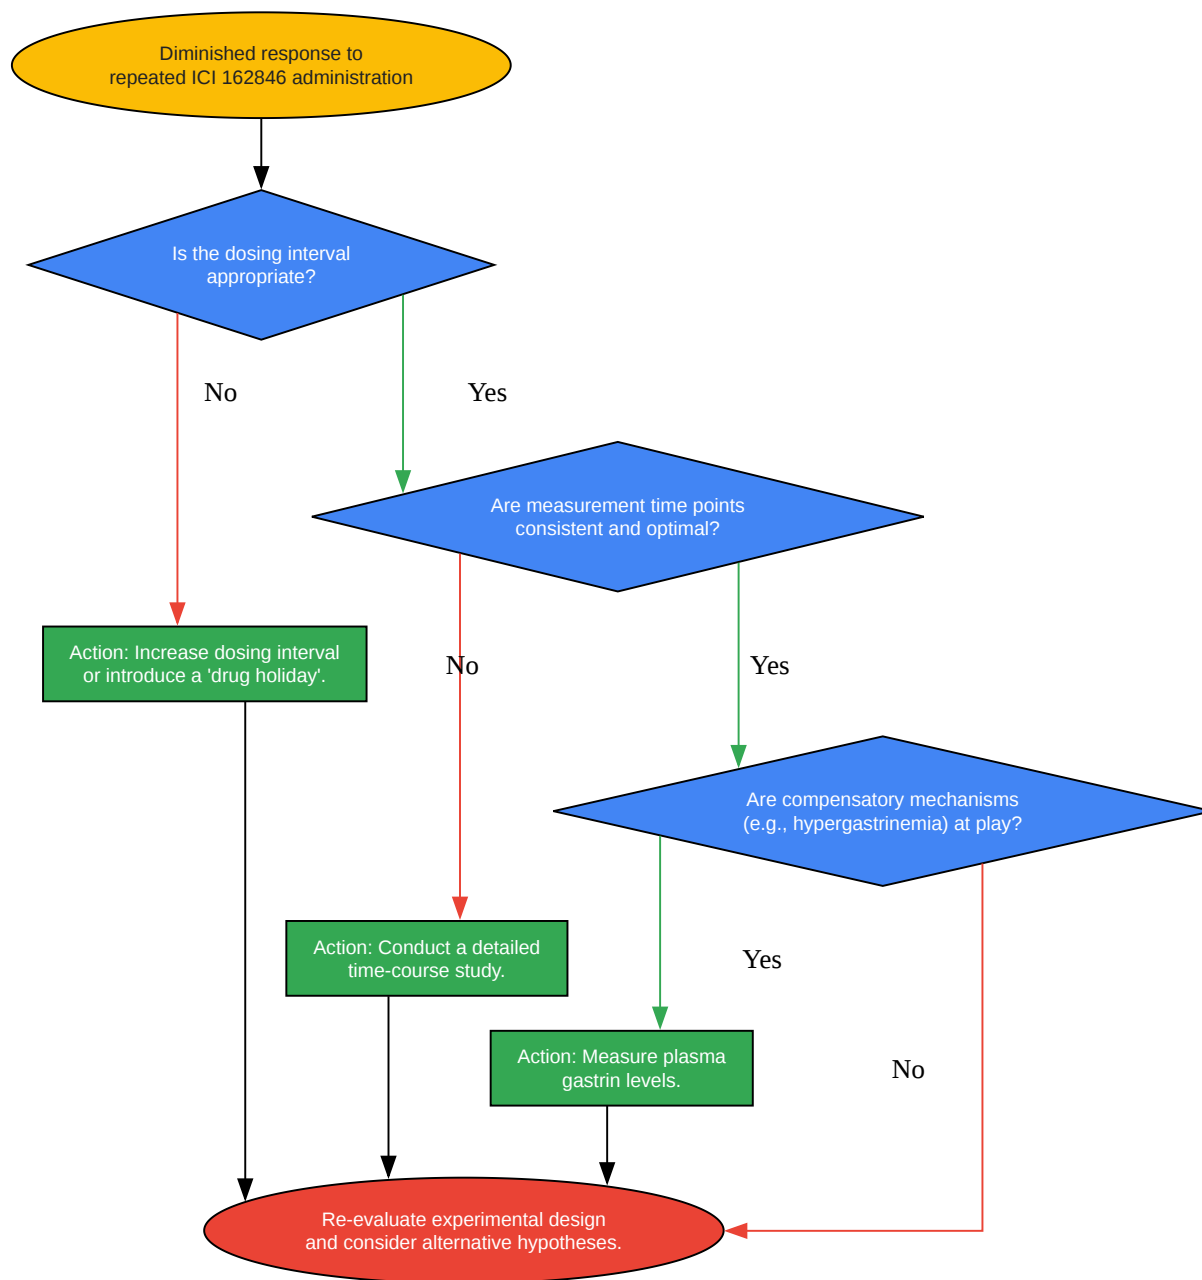 Diminished response to
repeated ICI 162846 administration
Is the dosing interval
appropriate?
No
Yes
Are measurement time points
consistent and optimal?
Action: Increase dosing interval
or introduce a 'drug holiday'.
No
Yes
Are compensatory mechanisms
(e.g., hypergastrinemia) at play?
Action: Conduct a detailed
time-course study.
Yes
Action: Measure plasma
gastrin levels.
No
Re-evaluate experimental design
and consider alternative hypotheses.